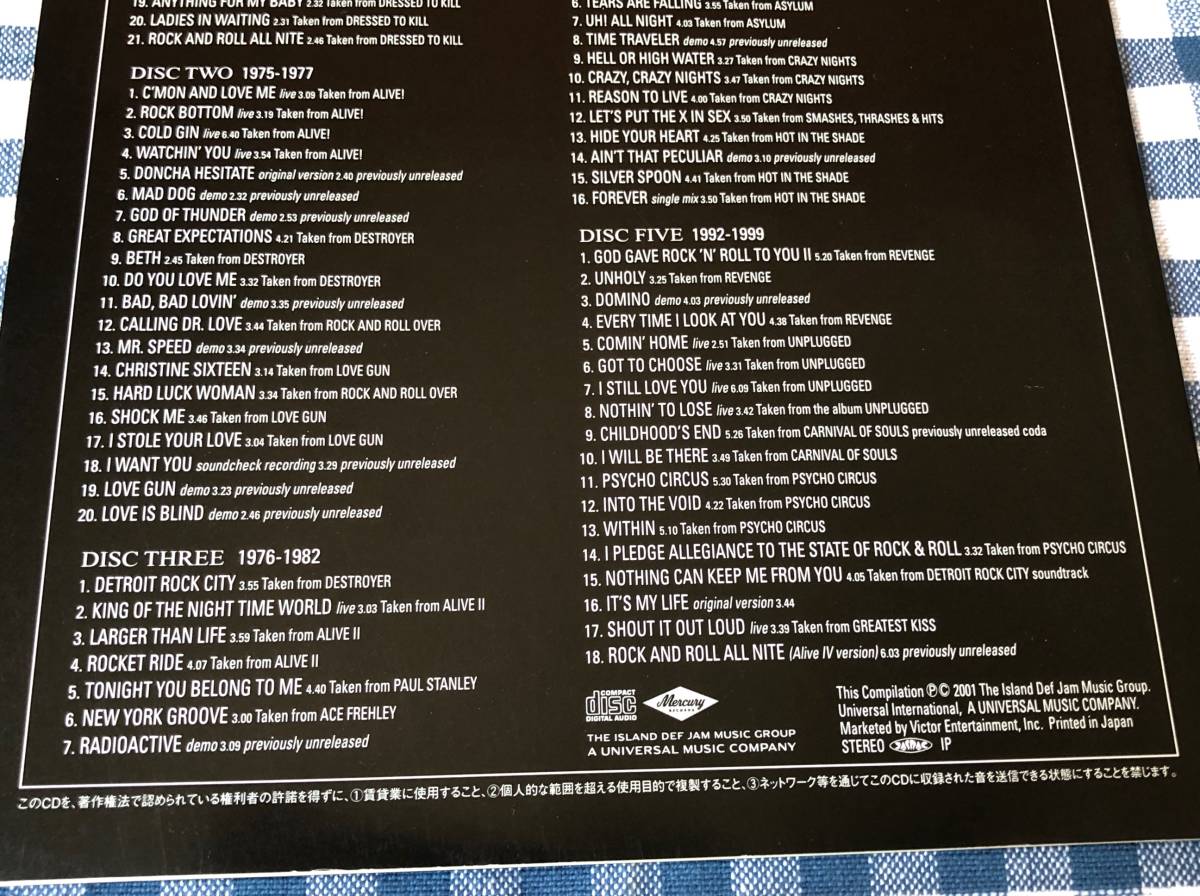 19. ANYTHING FOR MY BABY 2.32 Taken from DRESSED TO KILL
20. LADIES IN WAITING 2.31 Taken from DRESSED TO KILL
21. ROCK AND ROLL ALL NITE 2.46 Taken from DRESSED TO KILL
DISC TWO 1975-1977
1. C'MON AND LOVE ME live 3.09 Taken from ALIVE!
2. ROCK BOTTOM live 3.19 Taken from ALIVE!
3. COLD GIN live 6.40 Taken from ALIVE!
4. WATCHIN' YOU live 3.54 Taken from ALIVE!
5. DONCHA HESITATE original version 2.40 previously unreleased
6. MAD DOG demo 2.32 previously unreleased
7. GOD OF THUNDER demo 2.53 previously unreleased
8. GREAT EXPECTATIONS 4.21 Taken from DESTROYER
9. BETH 2.45 Taken from DESTROYER
10. DO YOU LOVE ME 3.32 Taken from DESTROYER
11. BAD, BAD LOVIN' demo 3.35 previously unreleased
12. CALLING DR. LOVE 3.44 Taken from ROCK AND ROLL OVER
13. MR. SPEED demo 3.34 previously unreleased
14. CHRISTINE SIXTEEN 3.14 Taken from LOVE GUN
15. HARD LUCK WOMAN 3.34 Taken from ROCK AND ROLL OVER
16. SHOCK ME 3.46 Taken from LOVE GUN
17. I STOLE YOUR LOVE 3.04 Taken from LOVE GUN
18. I WANT YOU soundcheck recording 3.29 previously unreleased
19. LOVE GUN demo 3.23 previously unreleased
20. LOVE IS BLIND demo 2.46 previously unreleased
DISC THREE 1976-1982
1. DETROIT ROCK CITY 3.55 Taken from DESTROYER
2. KING OF THE NIGHT TIME WORLD live 3.03 Taken from ALIVE II
3. LARGER THAN LIFE 3.59 Taken from ALIVE II
4. ROCKET RIDE 4.07 Taken from ALIVE II
5. TONIGHT YOU BELONG TO ME 4.40 Taken from PAUL STANLEY
6. NEW YORK GROOVE 3.00 Taken from ACE FREHLEY
7. RADIOACTIVE demo 3.09 previously unreleased
6. TEARS ARE FALLING 3.55 Taken from ASYLUM
7. UH! ALL NIGHT 4.03 Taken from ASYLUM
8. TIME TRAVELER demo 4.57 previously unreleased
9. HELL OR HIGH WATER 3.27 Taken from CRAZY NIGHTS
10. CRAZY, CRAZY NIGHTS 3.47 Taken from CRAZY NIGHTS
11. REASON TO LIVE 4.00 Taken from CRAZY NIGHTS
12. LET'S PUT THE X IN SEX 3.50 Taken from SMASHES, THRASHES & HITS
13. HIDE YOUR HEART 4.25 Taken from HOT IN THE SHADE
14. AIN'T THAT PECULIAR demo 3.10 previously unreleased
15. SILVER SPOON 4.41 Taken from HOT IN THE SHADE
16. FOREVER single mix 3.50 Taken from HOT IN THE SHADE
DISC FIVE 1992-1999
1. GOD GAVE ROCK 'N' ROLL TO YOU II 5.20 Taken from REVENGE
2. UNHOLY 3.25 Taken from REVENGE
3. DOMINO demo 4.03 previously unreleased
4. EVERY TIME I LOOK AT YOU 4.38 Taken from REVENGE
5. COMIN' HOME live 2.51 Taken from UNPLUGGED
6. GOT TO CHOOSE live 3.31 Taken from UNPLUGGED
7. I STILL LOVE YOU live 6.09 Taken from UNPLUGGED
8. NOTHIN' TO LOSE live 3.42 Taken from the album UNPLUGGED
9. CHILDHOOD'S END 5.26 Taken from CARNIVAL OF SOULS previously unreleased coda
10. I WILL BE THERE 3.49 Taken from CARNIVAL OF SOULS
11. PSYCHO CIRCUS 5.30 Taken from PSYCHO CIRCUS
12. INTO THE VOID 4.22 Taken from PSYCHO CIRCUS
13. WITHIN 5.10 Taken from PSYCHO CIRCUS
14. I PLEDGE ALLEGIANCE TO THE STATE OF ROCK & ROLL 3.32 Taken from PSYCHO CIRCUS
15. NOTHING CAN KEEP ME FROM YOU 4.05 Taken from DETROIT ROCK CITY soundtrack
16. IT'S MY LIFE original version 3.44
17. SHOUT IT OUT LOUD live 3.39 Taken from GREATEST KISS
18. ROCK AND ROLL ALL NITE (Alive IV version) 6.03 previously unreleased
COMPACT
disc
DIGITAL AUDIO
Mercury
RECORDS
THE ISLAND DEF JAM MUSIC GROUP
A UNIVERSAL MUSIC COMPANY
This Compilation ℗© 2001 The Island Def Jam Music Group.
Universal International, A UNIVERSAL MUSIC COMPANY.
Marketed by Victor Entertainment, Inc. Printed in Japan
STEREO JASRAC IP
このCDを、著作権法で認められている権利者の許諾を得ずに、①賃貸業に使用すること、②個人的な範囲を超える使用目的で複製すること、③ネットワーク等を通じてこのCDに収録された音を送信できる状態にすることを禁じます。